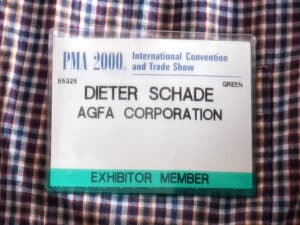 PMA 2000 International Convention
and Trade Show
65325 GREEN
DIETER SCHADE
AGFA CORPORATION
EXHIBITOR MEMBER